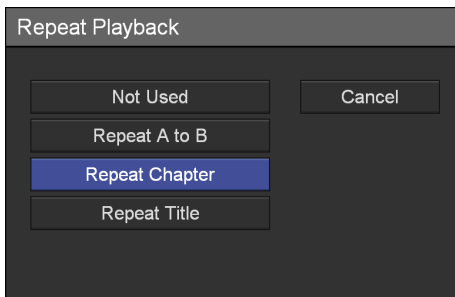 Repeat Playback
Not Used
Cancel
Repeat A to B
Repeat Chapter
Repeat Title